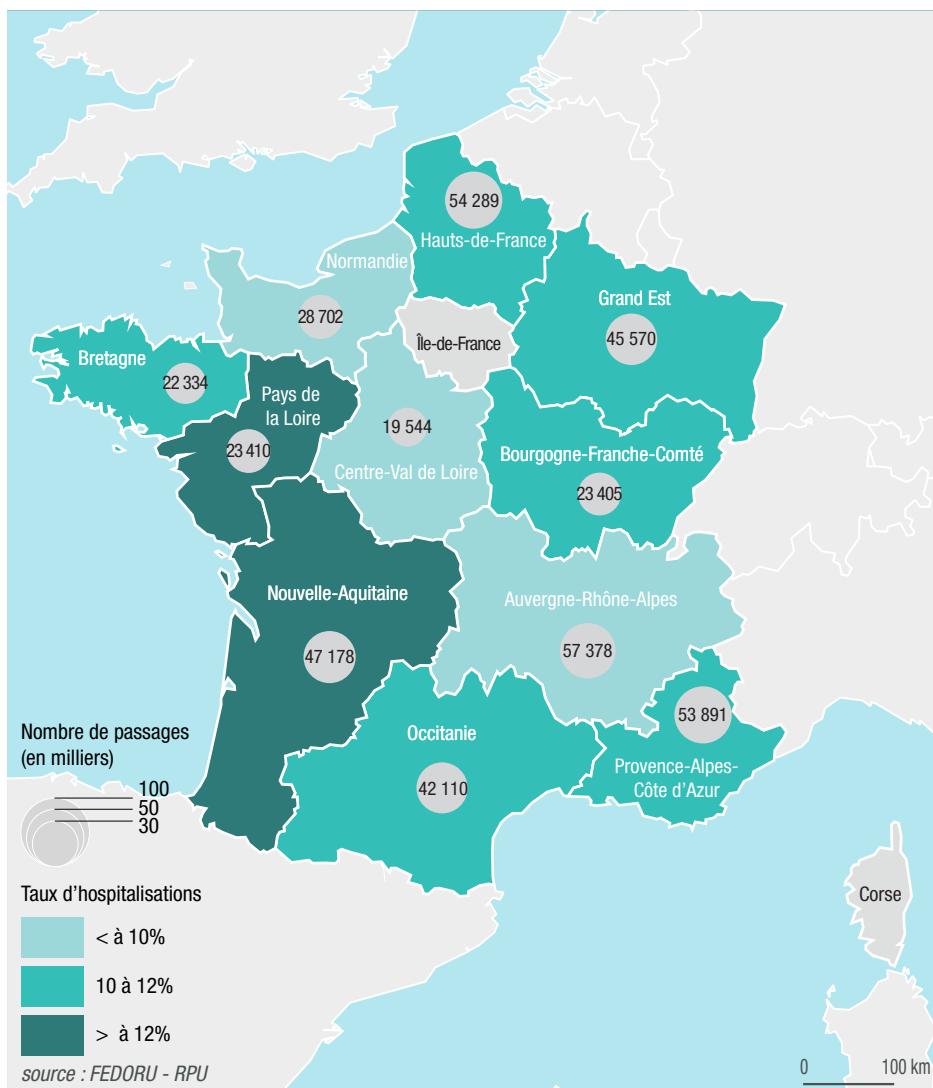 54 289
Hauts-de-France
Normandie
28 702
Grand Est
45 570
Île-de-France
Bretagne
22 334
Pays de
la Loire
23 410
19 544
Centre-Val de Loire
Bourgogne-Franche-Comté
23 405
Nouvelle-Aquitaine
47 178
Auvergne-Rhône-Alpes
57 378
53 891
Provence-Alpes-
Côte d'Azur
Occitanie
42 110
Corse
Nombre de passages
(en milliers)
100
50
30
Taux d'hospitalisations
< à 10%
10 à 12%
> à 12%
source : FEDORU - RPU
0 100 km